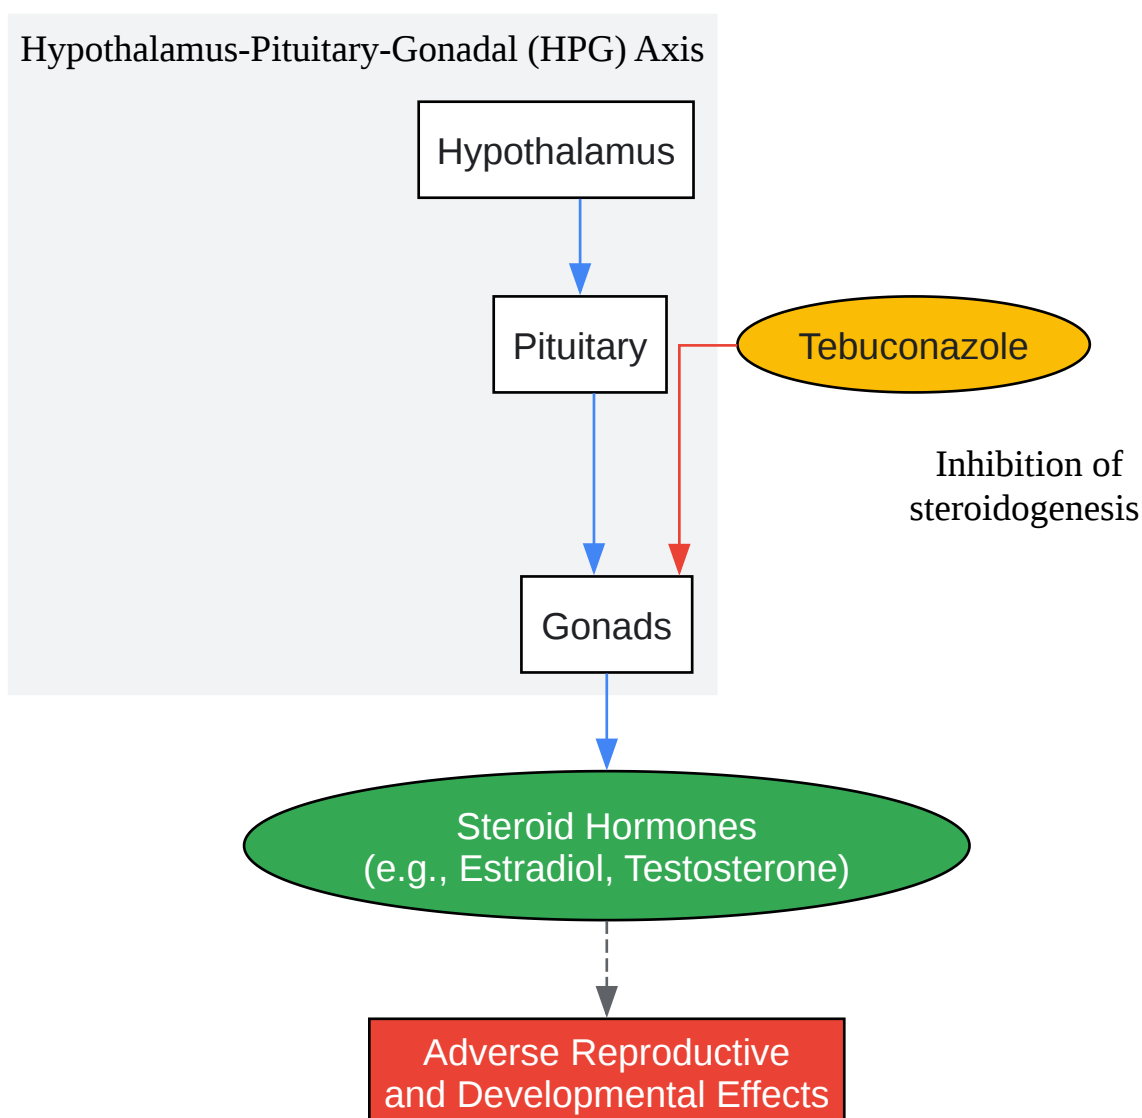 Hypothalamus-Pituitary-Gonadal (HPG) Axis
Hypothalamus
Pituitary
Tebuconazole
Inhibition of
steroidogenesis
Gonads
Steroid Hormones
(e.g., Estradiol, Testosterone)
Adverse Reproductive
and Developmental Effects